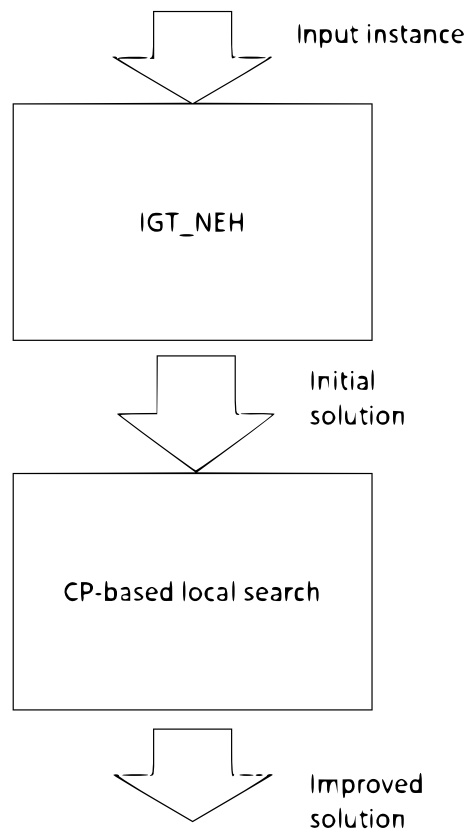 Input instance
IGT_NEH
Initial
solution
CP-based local search
Improved
solution